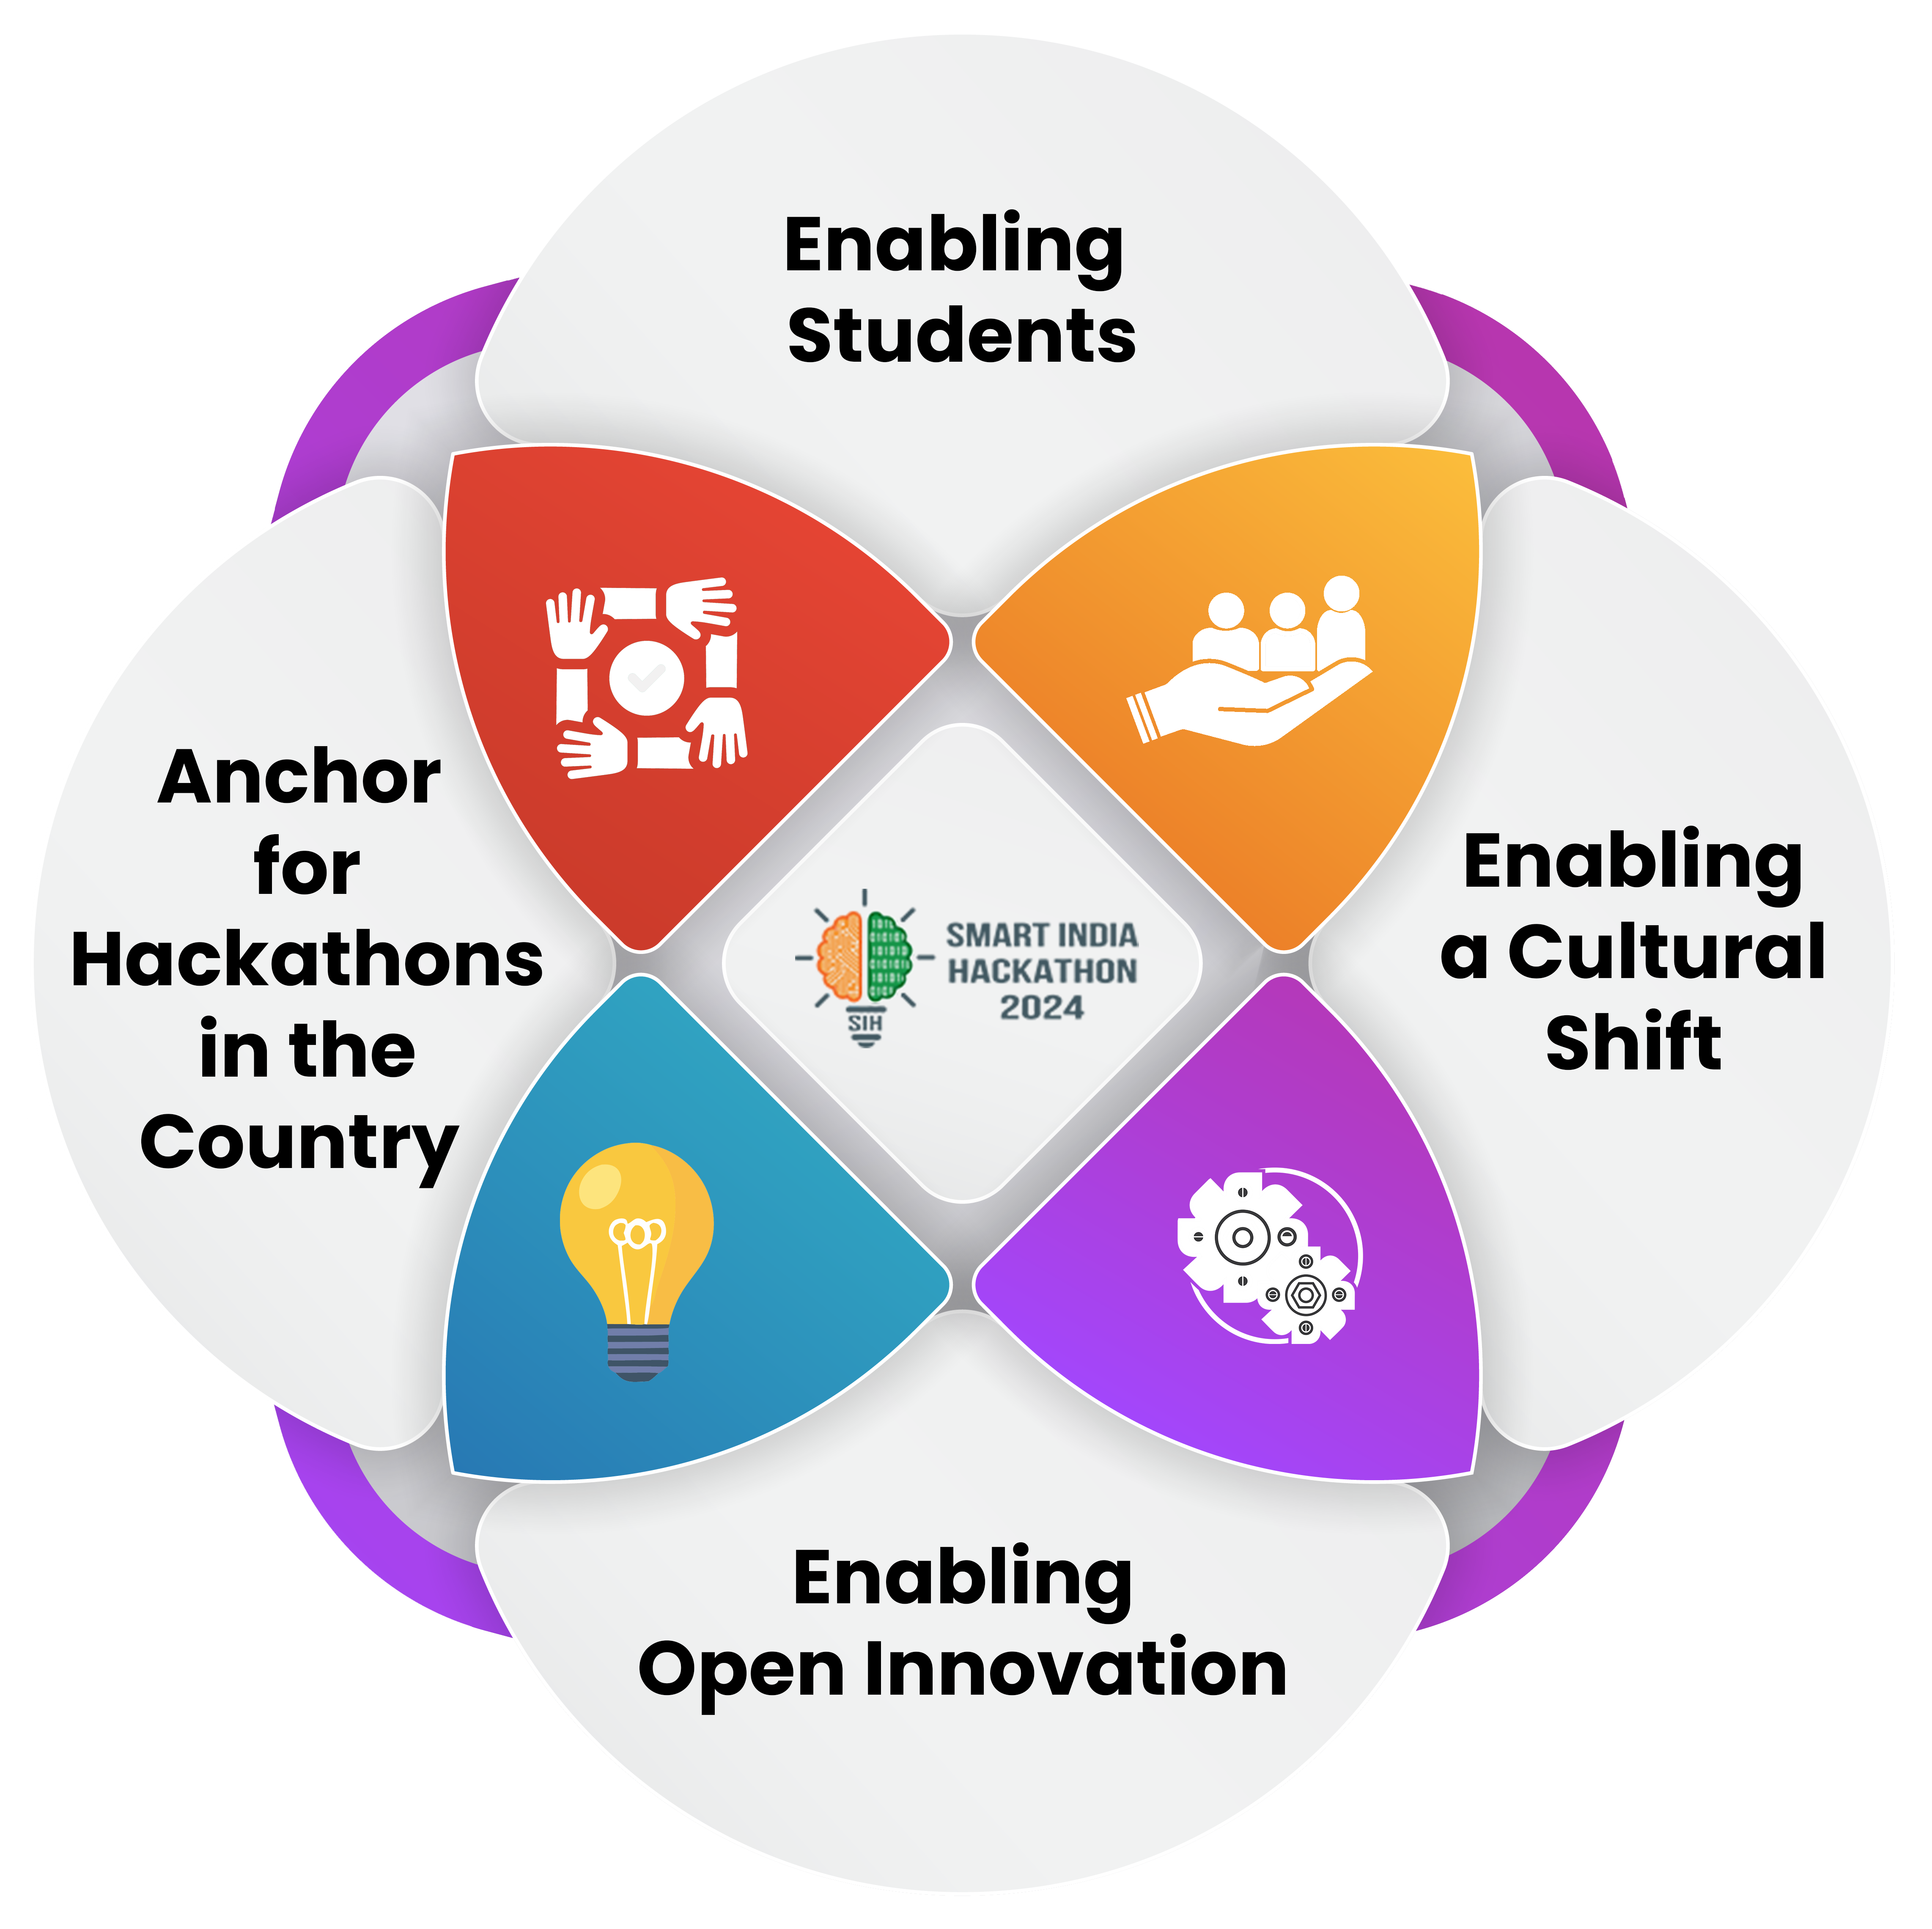 Enabling
Students
Anchor
for
Hackathons
in the
Country
SMART INDIA
HACKATHON
2024
SIH
Enabling
a Cultural
Shift
Enabling
Open Innovation